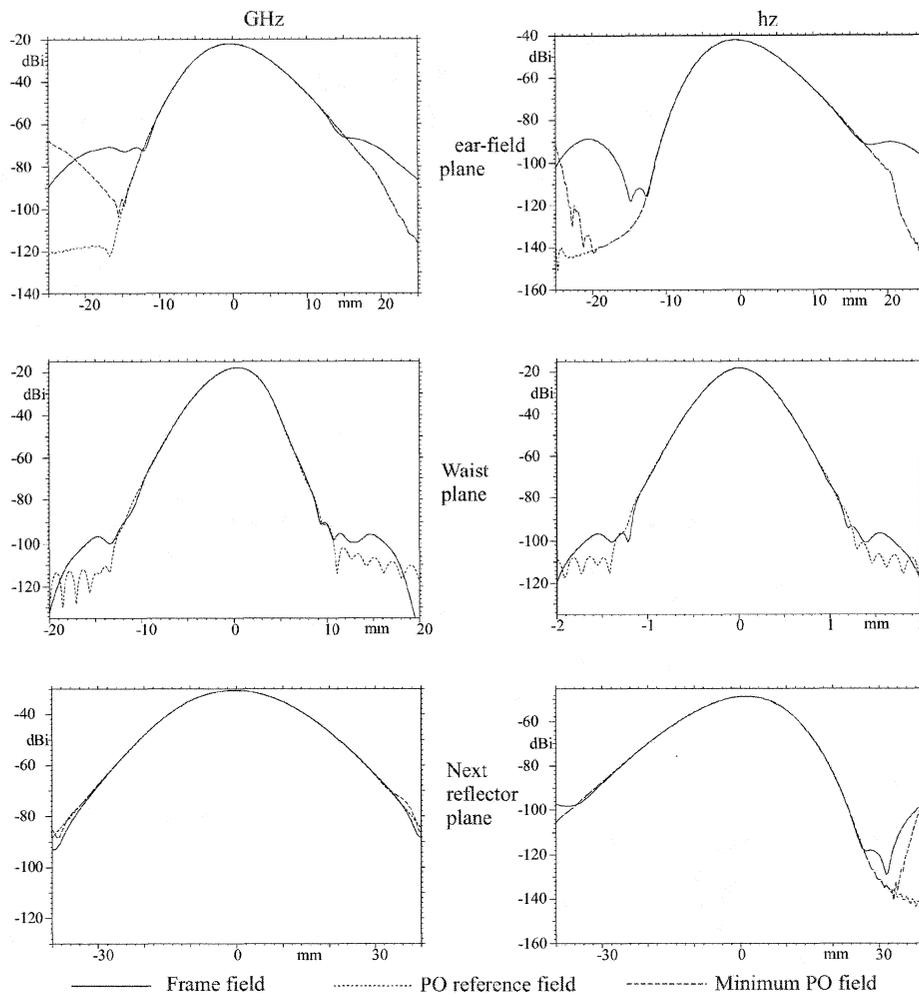 GHz hz
-20
dBi
-40
-60
-80
-100
-120
-140
-20 -10 0 10 mm 20
-40
dBi
-60
-80
-100
-120
-140
-160
-20 -10 0 10 mm 20
ear-field
plane
-20
dBi
-40
-60
-80
-100
-120
-20 -10 0 10 mm 20
-20
dBi
-40
-60
-80
-100
-120
-2 -1 0 1 mm
Waist
plane
-40
dBi
-60
-80
-100
-120
-30 0 mm 30
-60
dBi
-80
-100
-120
-140
-160
-30 0 mm 30
Next
reflector
plane
Frame field PO reference field Minimum PO field